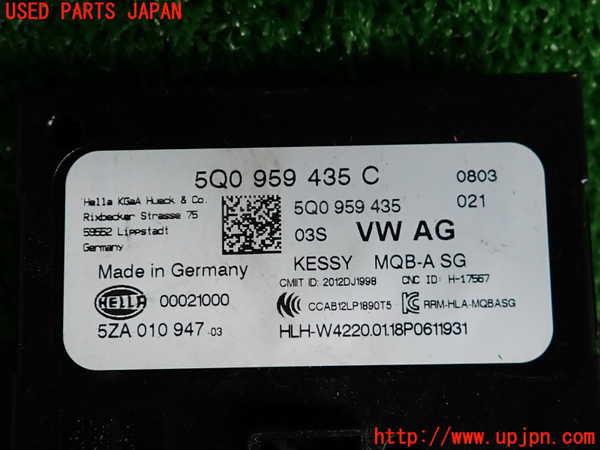 USED PARTS JAPAN
5Q0 959 435 C
0803
Hella KGaA Hueck & Co.
Rixbecker Strasse 75
59552 Lippstadt
Germany
5Q0 959 435
021
03S VW AG
Made in Germany
KESSY MQB-A SG
CMIIT ID: 2012DJ1998
CNC ID: H-17567
HELLA
00021000
CCAB12LP1890T5
RRM-HLA-MQBASG
5ZA 010 947-03
HLH-W4220.01.18P0611931
http://www.upjpn.com/